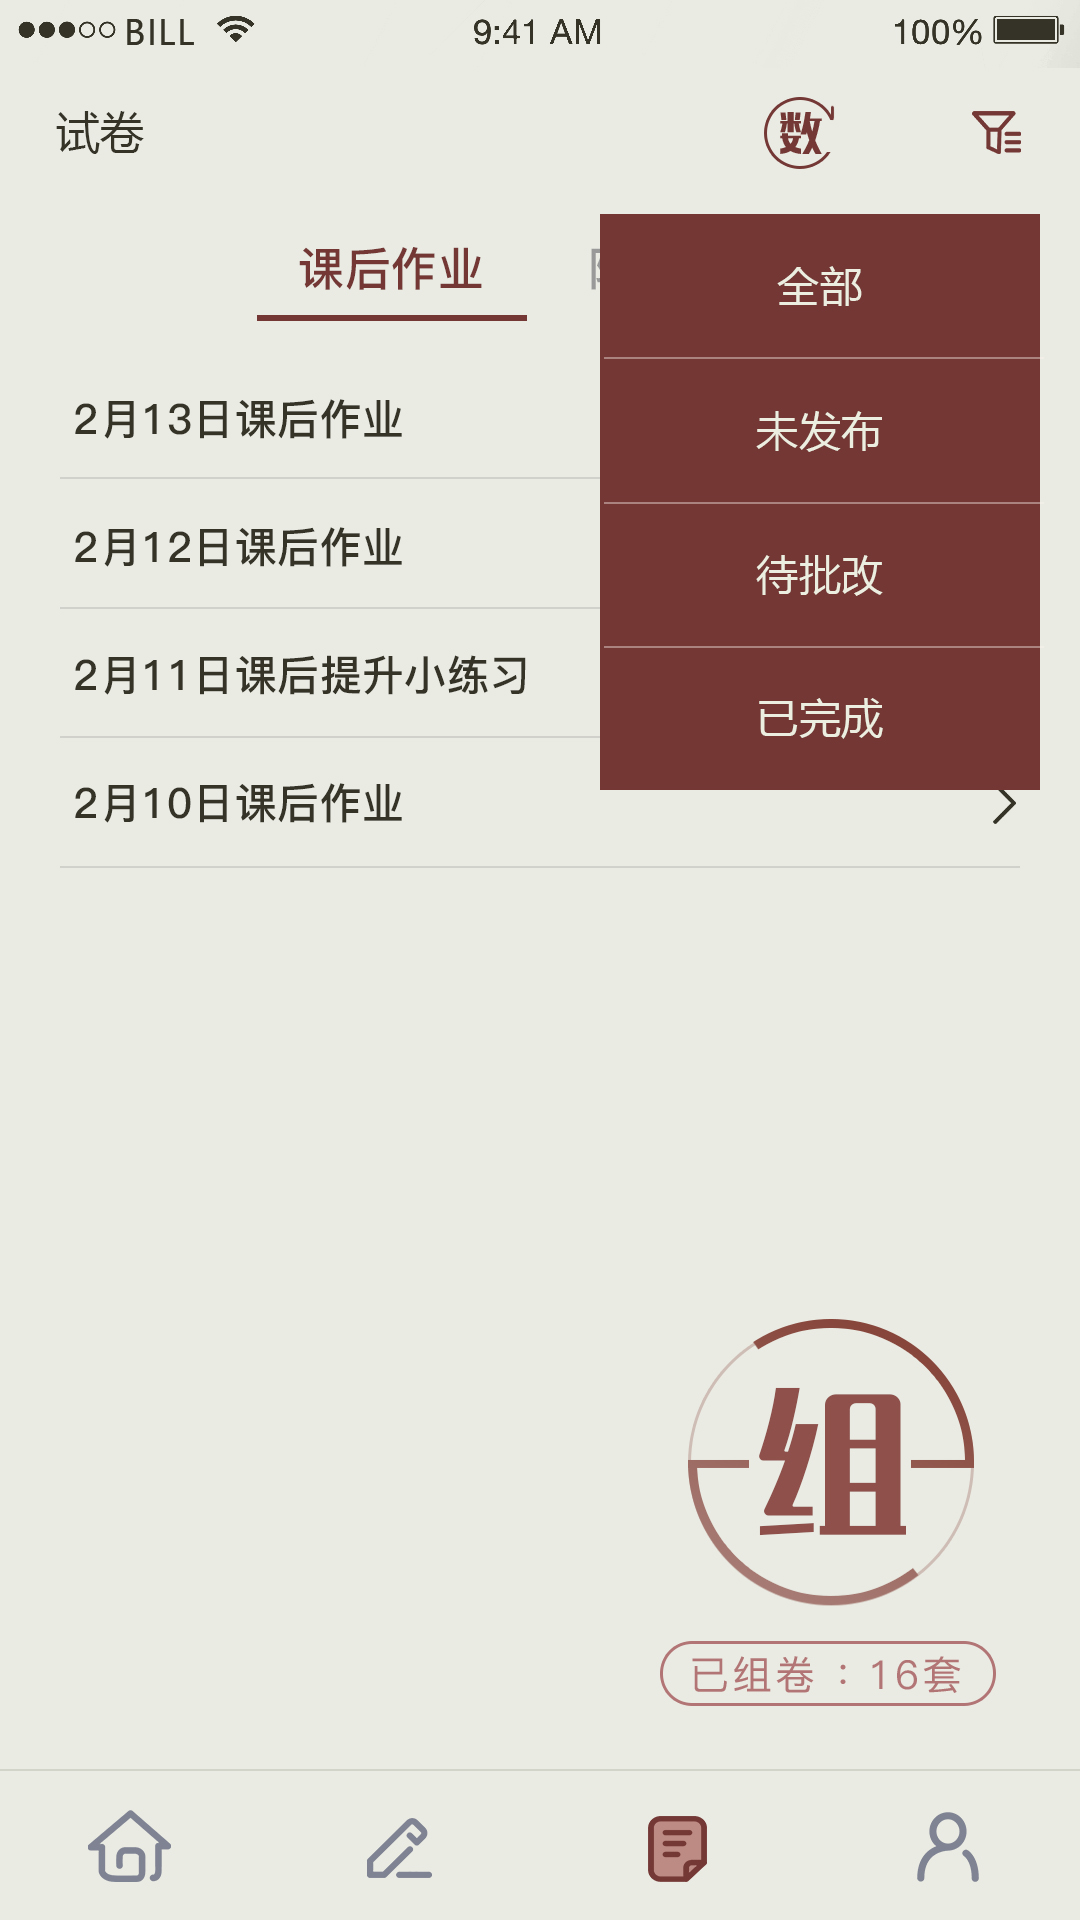 BILL 9:41 AM 100%
试卷 数
课后作业
全部
未发布
待批改
已完成
2月13日课后作业
2月12日课后作业
2月11日课后提升小练习
2月10日课后作业
组
已组卷：16套